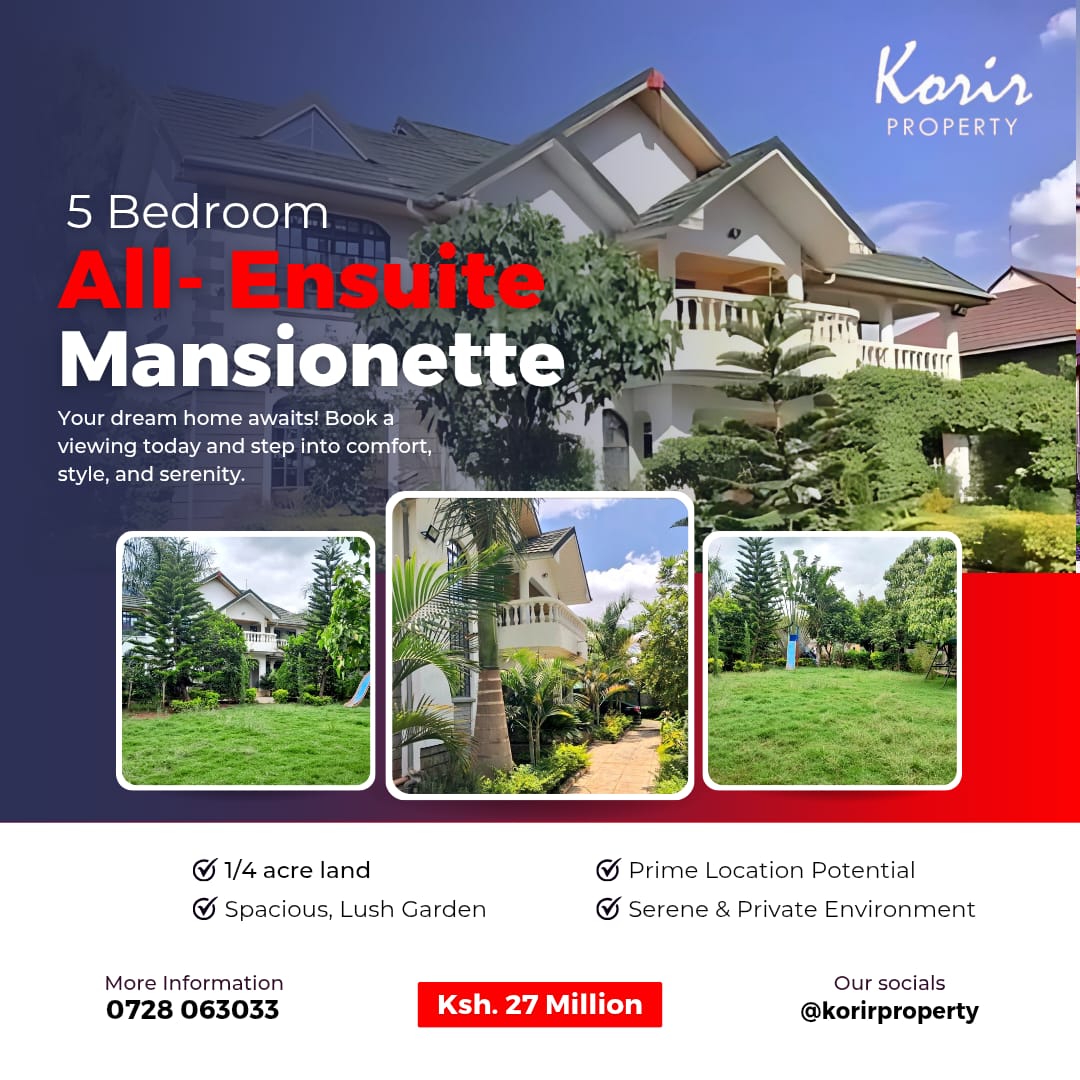 Korir
PROPERTY
5 Bedroom
All- Ensuite
Mansionette
Your dream home awaits! Book a
viewing today and step into comfort,
style, and serenity.
1/4 acre land
Spacious, Lush Garden
Prime Location Potential
Serene & Private Environment
More Information
0728 063033
Ksh. 27 Million
Our socials
@korirproperty